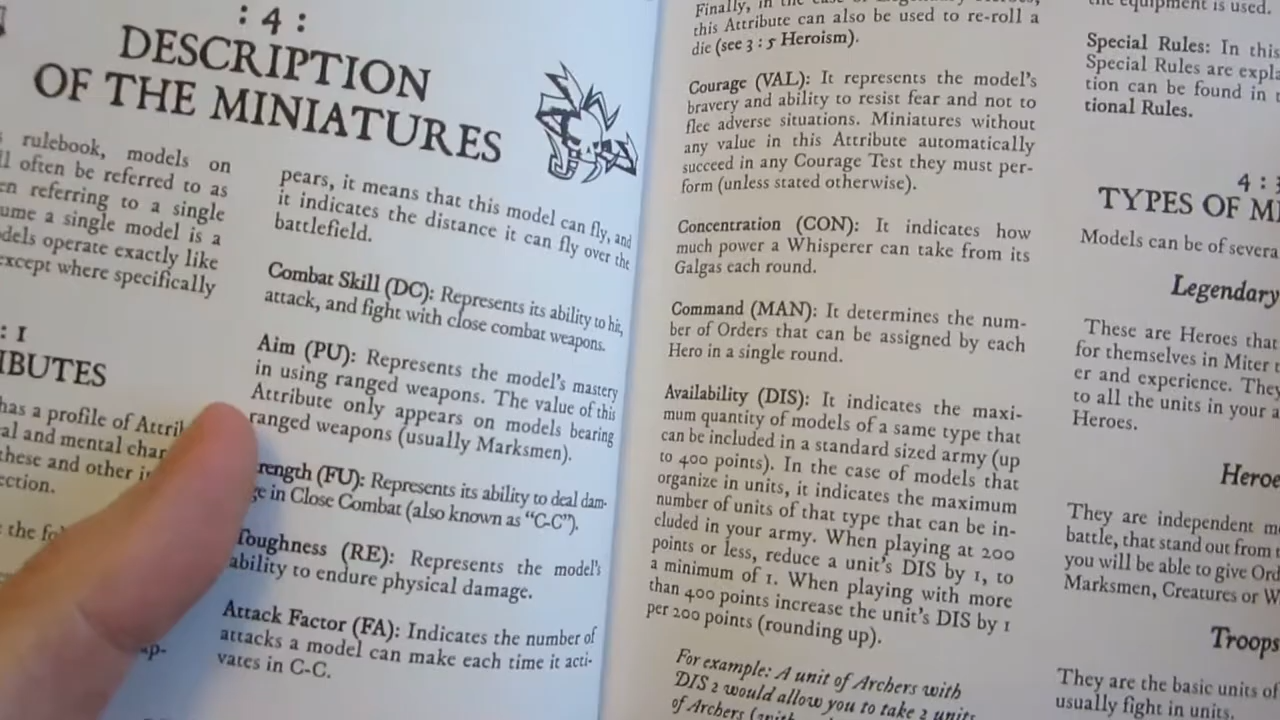 : 4 :
DESCRIPTION
OF THE MINIATURES
rulebook, models on
often be referred to as
referring to a single
a single model is a
operate exactly like
except where specifically
: 1
has a profile of
and mental
these and other
pears, it means that this model can fly, and
it indicates the distance it can fly over the
battlefield.
Combat Skill (DC): Represents its ability to hit,
attack, and fight with close combat weapons.
Aim (PU): Represents the model's mastery
in using ranged weapons. The value of this
Attribute only appears on models bearing
ranged weapons (usually Marksmen).
(FU): Represents its ability to deal dam-
in Close Combat (also known as "C-C").
Toughness (RE): Represents the model's
ability to endure physical damage.
Attack Factor (FA): Indicates the number of
attacks a model can make each time it acti-
vates in C-C.
Finally, in the case of Legendary Heroes,
this Attribute can also be used to re-roll a
die (see 3 : 5 Heroism).
Courage (VAL): It represents the model's
bravery and ability to resist fear and not to
flee adverse situations. Miniatures without
any value in this Attribute automatically
succeed in any Courage Test they must per-
form (unless stated otherwise).
Concentration (CON): It indicates how
much power a Whisperer can take from its
Galgas each round.
Command (MAN): It determines the num-
ber of Orders that can be assigned by each
Hero in a single round.
Availability (DIS): It indicates the maxi-
mum quantity of models of a same type that
can be included in a standard sized army (up
to 400 points). In the case of models that
organize in units, it indicates the maximum
number of units of that type that can be in-
cluded in your army. When playing at 200
points or less, reduce a unit's DIS by 1, to
a minimum of 1. When playing with more
than 400 points increase the unit's DIS by 1
per 200 points (rounding up).
For example: A unit of Archers with
DIS 2 would allow you to take 2 units
of Archers
the equipment is used.
Special Rules: In this
Special Rules are
tion can be found in
tional Rules.
4 :
TYPES OF
Models can be of
Legendary
These are Heroes that
for themselves in Miter
er and experience. They
to all the units in your
Heroes.
They are independent
battle, that stand out from
you will be able to give
Marksmen, Creatures or
Troops
They are the basic units of
usually fight in units.